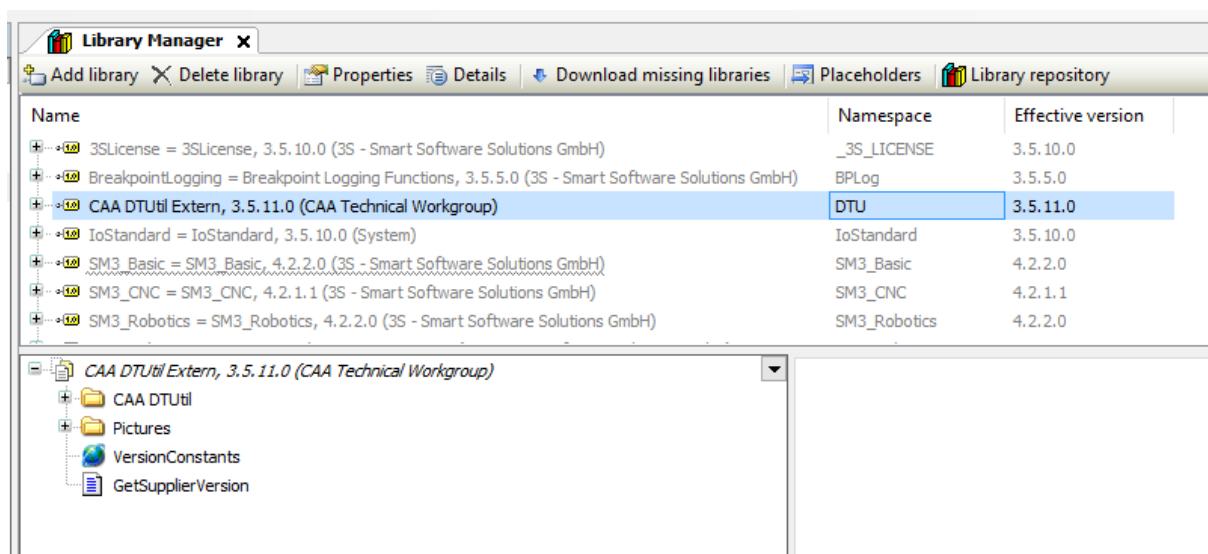 Library Manager
Add library Delete library Properties Details Download missing libraries Placeholders Library repository
Name Namespace Effective version
3SLicense = 3SLicense, 3.5.10.0 (3S - Smart Software Solutions GmbH) _3S_LICENSE 3.5.10.0
BreakpointLogging = Breakpoint Logging Functions, 3.5.5.0 (3S - Smart Software Solutions GmbH) BPLog 3.5.5.0
CAA DTUtil Extern, 3.5.11.0 (CAA Technical Workgroup) DTU 3.5.11.0
IoStandard = IoStandard, 3.5.10.0 (System) IoStandard 3.5.10.0
SM3_Basic = SM3_Basic, 4.2.2.0 (3S - Smart Software Solutions GmbH) SM3_Basic 4.2.2.0
SM3_CNC = SM3_CNC, 4.2.1.1 (3S - Smart Software Solutions GmbH) SM3_CNC 4.2.1.1
SM3_Robotics = SM3_Robotics, 4.2.2.0 (3S - Smart Software Solutions GmbH) SM3_Robotics 4.2.2.0
CAA DTUtil Extern, 3.5.11.0 (CAA Technical Workgroup)
CAA DTUtil
Pictures
VersionConstants
GetSupplierVersion